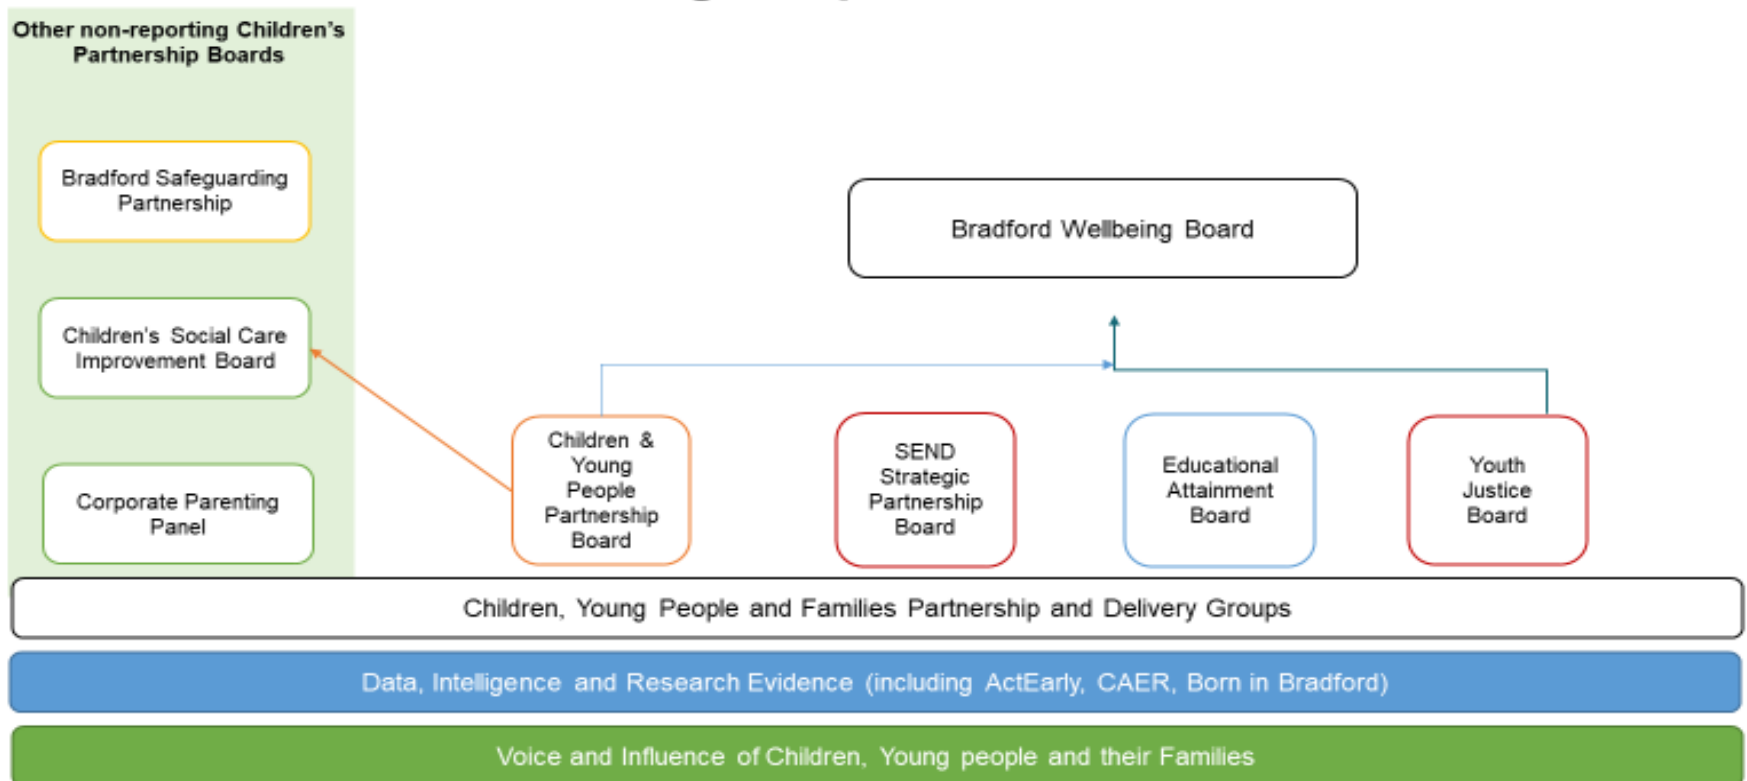 Other non-reporting Children's
Partnership Boards
Bradford Safeguarding
Partnership
Children's Social Care
Improvement Board
Corporate Parenting
Panel
Bradford Wellbeing Board
Children &
Young
People
Partnership
Board
SEND
Strategic
Partnership
Board
Educational
Attainment
Board
Youth
Justice
Board
Children, Young People and Families Partnership and Delivery Groups
Data, Intelligence and Research Evidence (including ActEarly, CAER, Born in Bradford)
Voice and Influence of Children, Young people and their Families